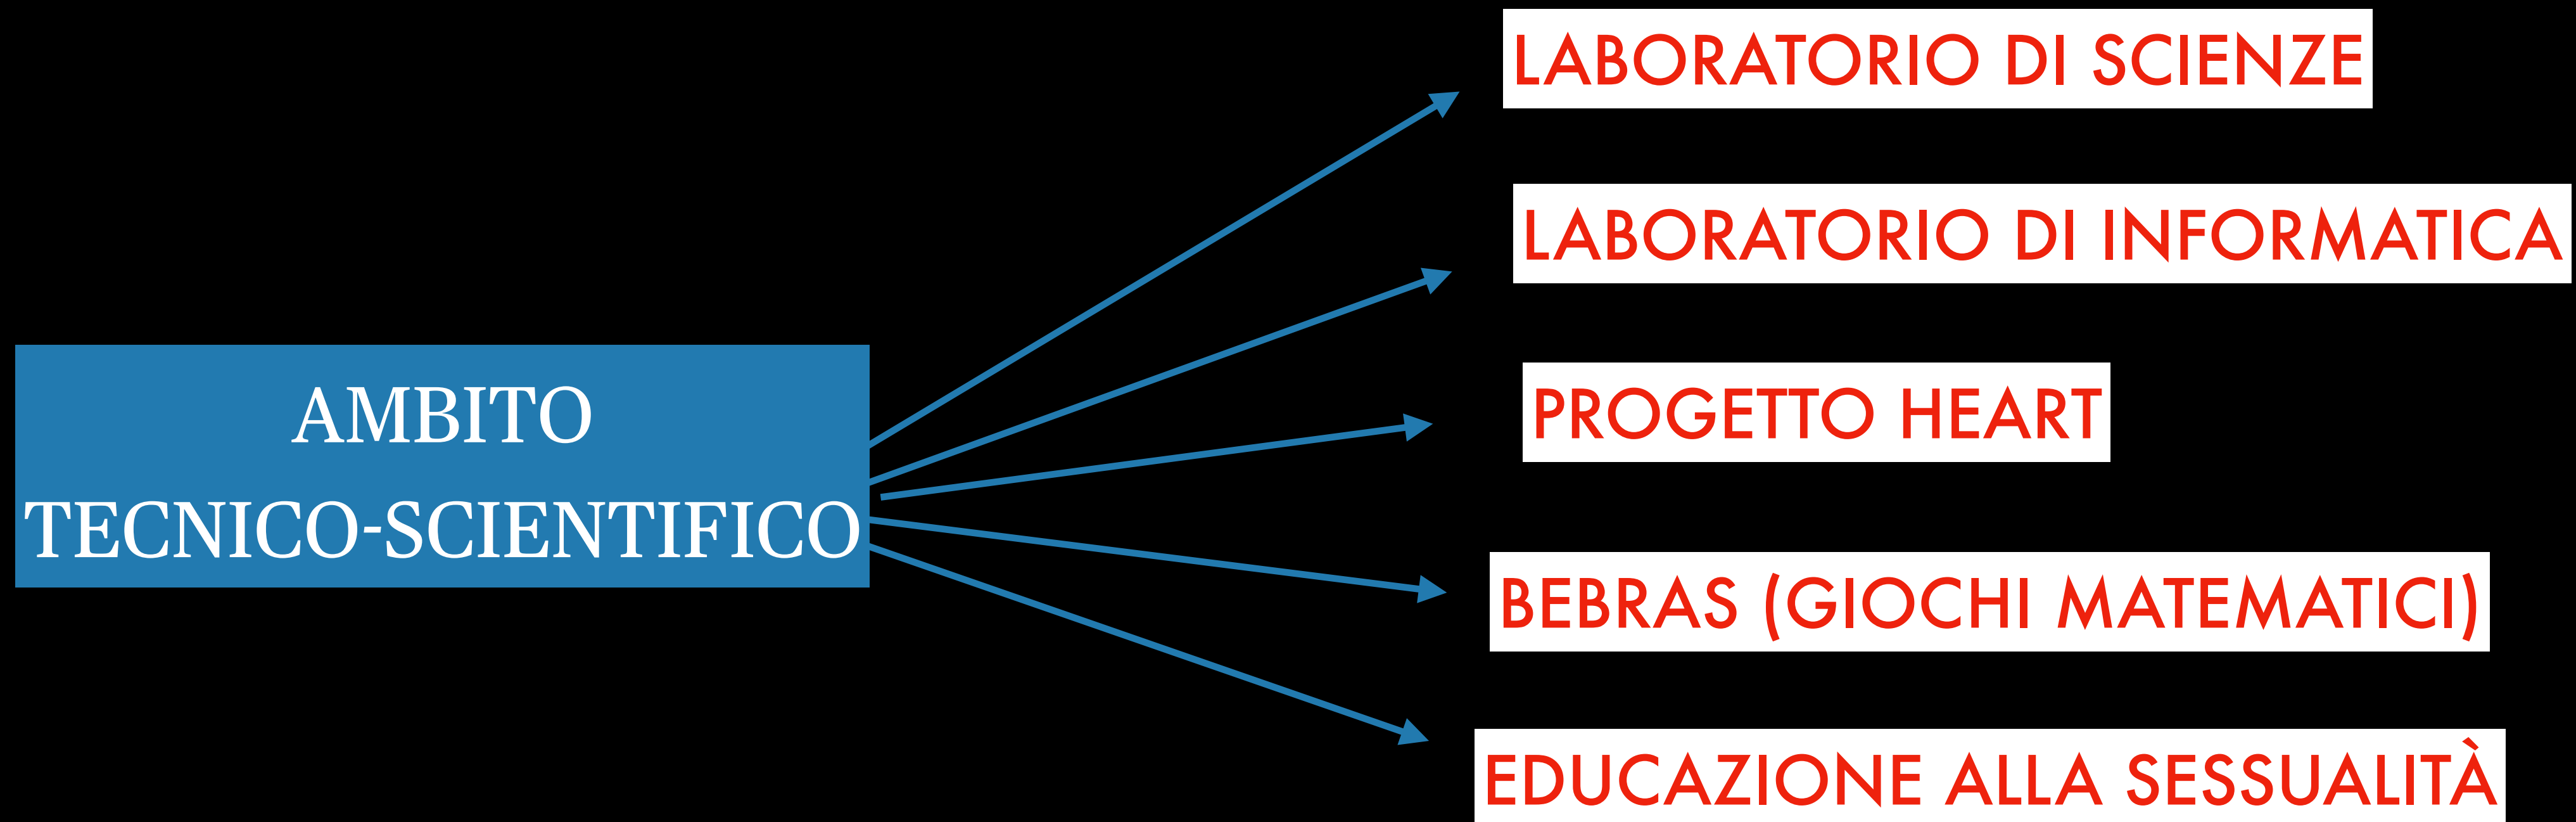 AMBITO
TECNICO-SCIENTIFICO
LABORATORIO DI SCIENZE
LABORATORIO DI INFORMATICA
PROGETTO HEART
BEBRAS (GIOCHI MATEMATICI)
EDUCAZIONE ALLA SESSUALITÀ